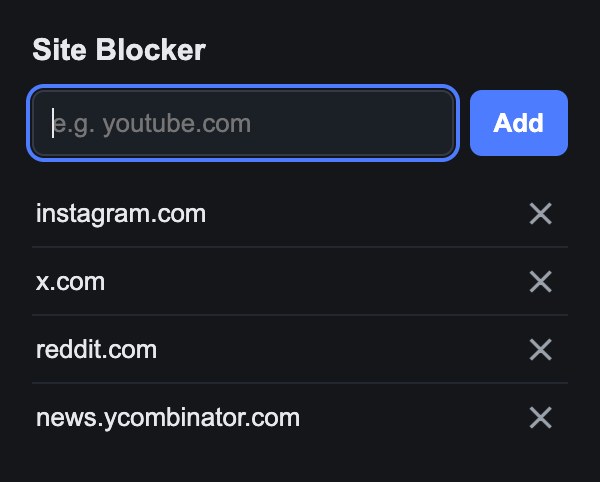 Site Blocker
e.g. youtube.com
Add
instagram.com
x.com
reddit.com
news.ycombinator.com